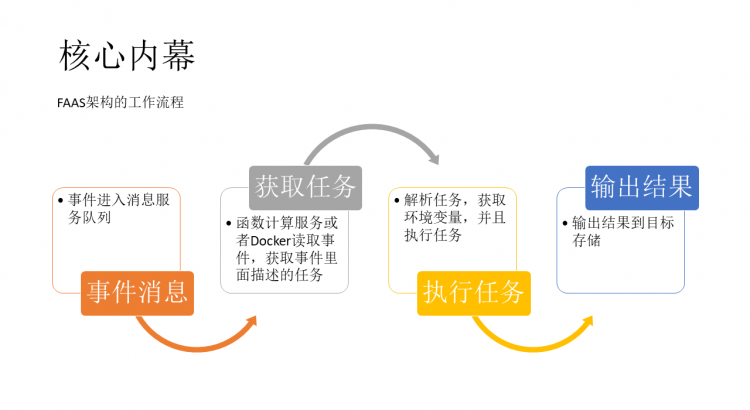 核心内幕
FAAS架构的工作流程
• 事件进入消息服
务队列
事件消息
获取任务
• 函数计算服务或
者Docker读取事
件，获取事件里
面描述的任务
• 解析任务，获取
环境变量，并且
执行任务
执行任务
输出结果
• 输出结果到目标
存储